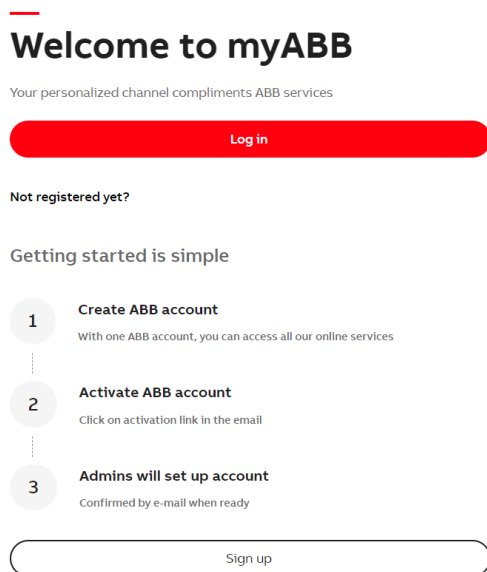 Welcome to myABB
Your personalized channel compliments ABB services
Log in
Not registered yet?
Getting started is simple
1
Create ABB account
With one ABB account, you can access all our online services
2
Activate ABB account
Click on activation link in the email
3
Admins will set up account
Confirmed by e-mail when ready
Sign up